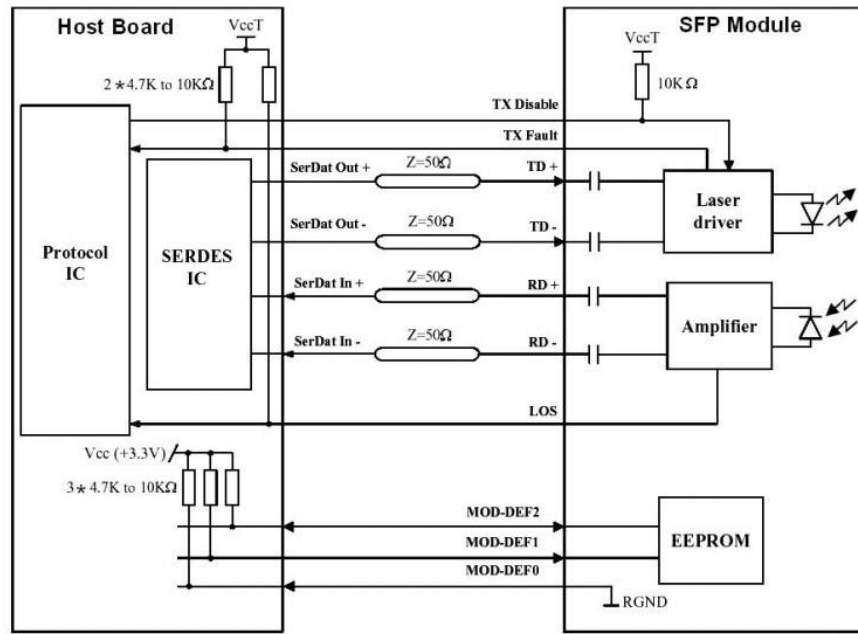 Host Board
SFP Module
VccT
VccT
2*4.7K to 10KΩ
10KΩ
TX Disable
TX Fault
SerDat Out +
Z=50Ω
TD +
Laser
driver
SerDat Out -
Z=50Ω
TD -
Protocol
IC
SERDES
IC
SerDat In +
Z=50Ω
RD +
Amplifier
SerDat In -
Z=50Ω
RD -
LOS
Vcc (+3.3V)
3*4.7K to 10KΩ
MOD-DEF2
MOD-DEF1
EEPROM
MOD-DEF0
RGND